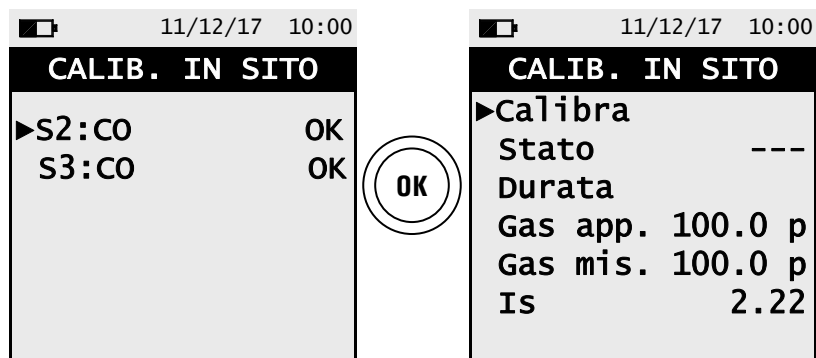 11/12/17 10:00
CALIB. IN SITO
►S2:CO OK
S3:CO OK
OK
11/12/17 10:00
CALIB. IN SITO
►Calibra
Stato ---
Durata
Gas app. 100.0 p
Gas mis. 100.0 p
Is 2.22